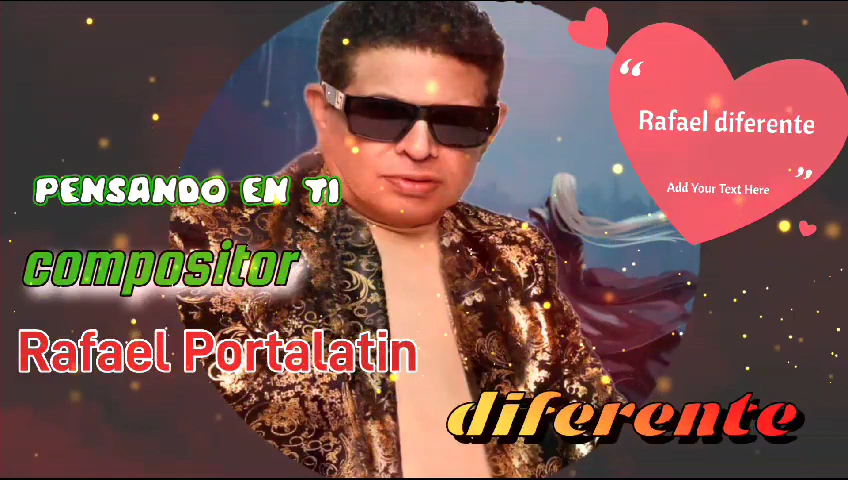 “
Rafael diferente
Add Your Text Here
”
PENSANDO EN TI
compositor
Rafael Portalatin
diferente